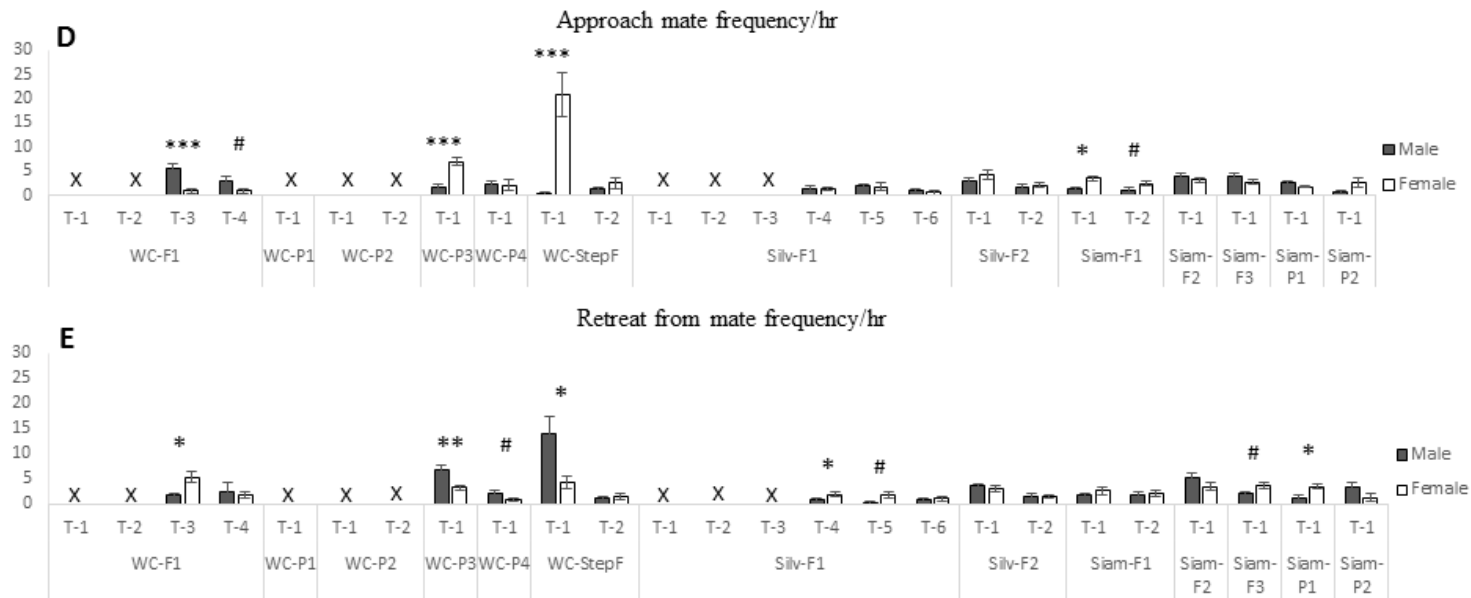 D
Approach mate frequency/hr
30
25
20
15
10
5
0
X X *** # X X X *** *** X X X * #
Male
Female
T-1 T-2 T-3 T-4 T-1 T-1 T-2 T-1 T-1 T-1 T-2 T-1 T-2 T-3 T-4 T-5 T-6 T-1 T-2 T-1 T-2 T-1 T-1 T-1 T-1
WC-F1 WC-P1 WC-P2 WC-P3 WC-P4 WC-StepF Silv-F1 Silv-F2 Siam-F1 Siam-F2 Siam-F3 Siam-P1 Siam-P2
E
Retreat from mate frequency/hr
30
25
20
15
10
5
0
X X * X X X ** # * X X X * # # *
Male
Female
T-1 T-2 T-3 T-4 T-1 T-1 T-2 T-1 T-1 T-1 T-2 T-1 T-2 T-3 T-4 T-5 T-6 T-1 T-2 T-1 T-2 T-1 T-1 T-1 T-1
WC-F1 WC-P1 WC-P2 WC-P3 WC-P4 WC-StepF Silv-F1 Silv-F2 Siam-F1 Siam-F2 Siam-F3 Siam-P1 Siam-P2